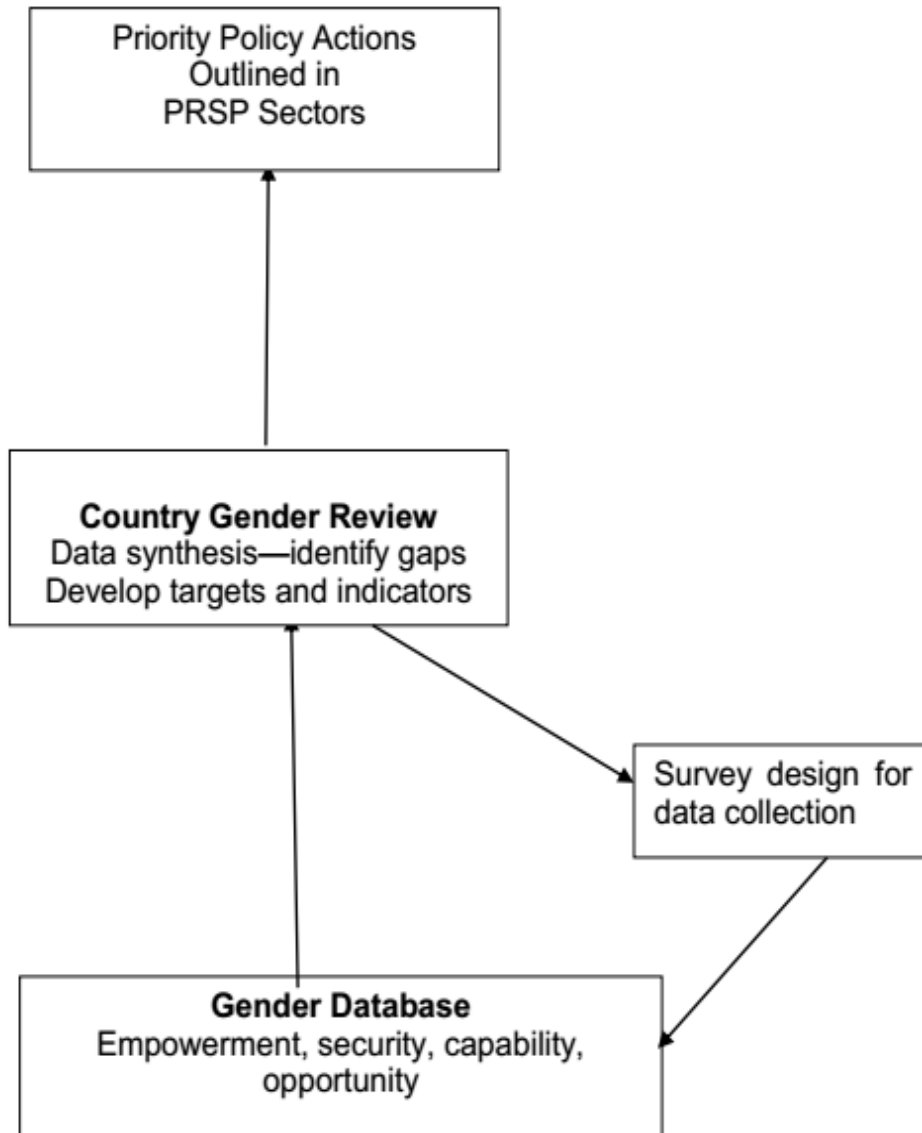 Priority Policy Actions
Outlined in
PRSP Sectors
Country Gender Review
Data synthesis—identify gaps
Develop targets and indicators
Survey design for
data collection
Gender Database
Empowerment, security, capability,
opportunity